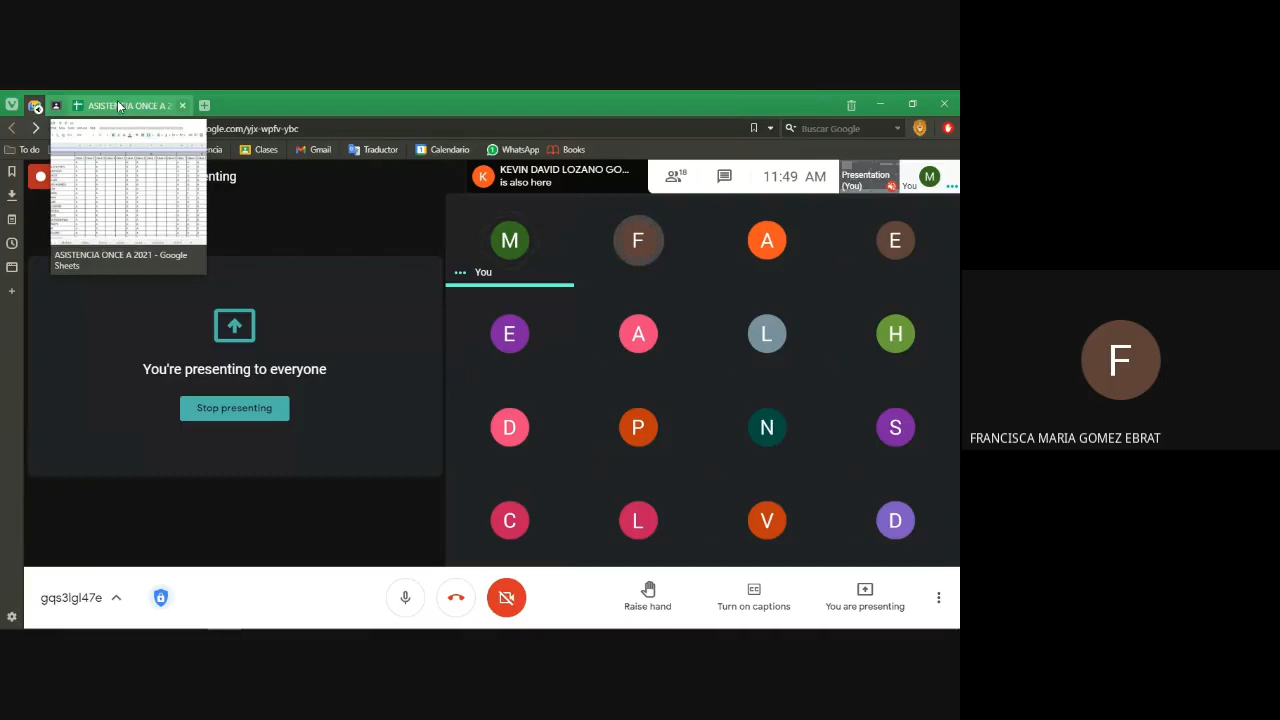 ASISTENCIA ONCE A 2
ogle.com/yjx-wpfv-ybc
Buscar Google
To do
Clases
Gmail
Traductor
Calendario
WhatsApp
Books
nting
KEVIN DAVID LOZANO GO...
is also here
18
11:49 AM
Presentation
(You)
You
M
ASISTENCIA ONCE A 2021 - Google
Sheets
M
F
A
E
You
E
A
L
H
You're presenting to everyone
Stop presenting
D
P
N
S
C
L
V
D
F
FRANCISCA MARIA GOMEZ EBRAT
gqs3lgl47e
Raise hand
Turn on captions
You are presenting